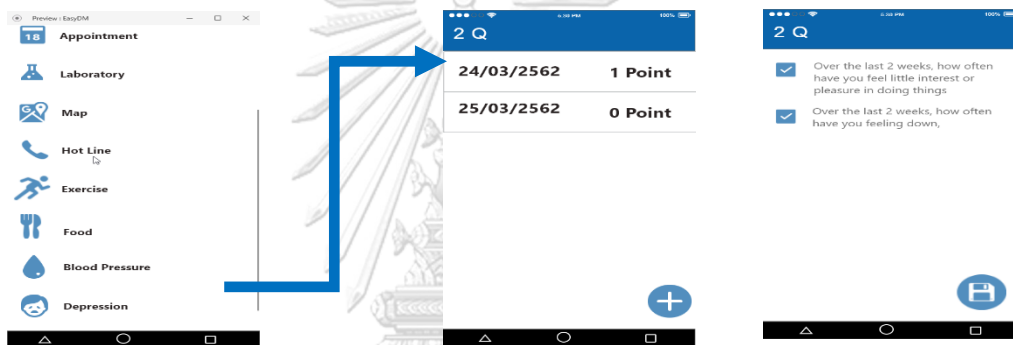 Preview : EasyDM
18 Appointment
Laboratory
G Map
Hot Line
Exercise
Food
Blood Pressure
Depression
4:30 PM 100%
2 Q
24/03/2562 1 Point
25/03/2562 0 Point
4:30 PM 100%
2 Q
Over the last 2 weeks, how often
have you feel little interest or
pleasure in doing things
Over the last 2 weeks, how often
have you feeling down,